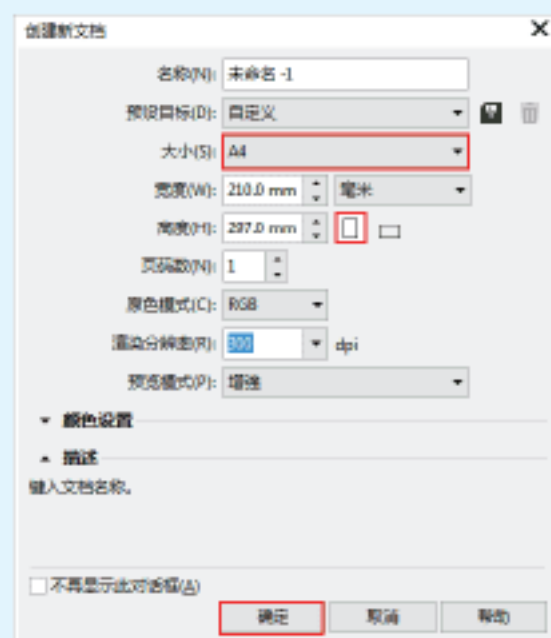 创建新文档
名称(N): 未命名 -1
预设目标(D): 自定义
大小(S): A4
宽度(W): 210.0 mm 毫米
高度(H): 297.0 mm
页码数(N): 1
原色模式(C): RGB
渲染分辨率(R): 300 dpi
预览模式(P): 增强
颜色设置
描述
键入文档名称。
不再显示此对话框(A)
确定 取消 帮助